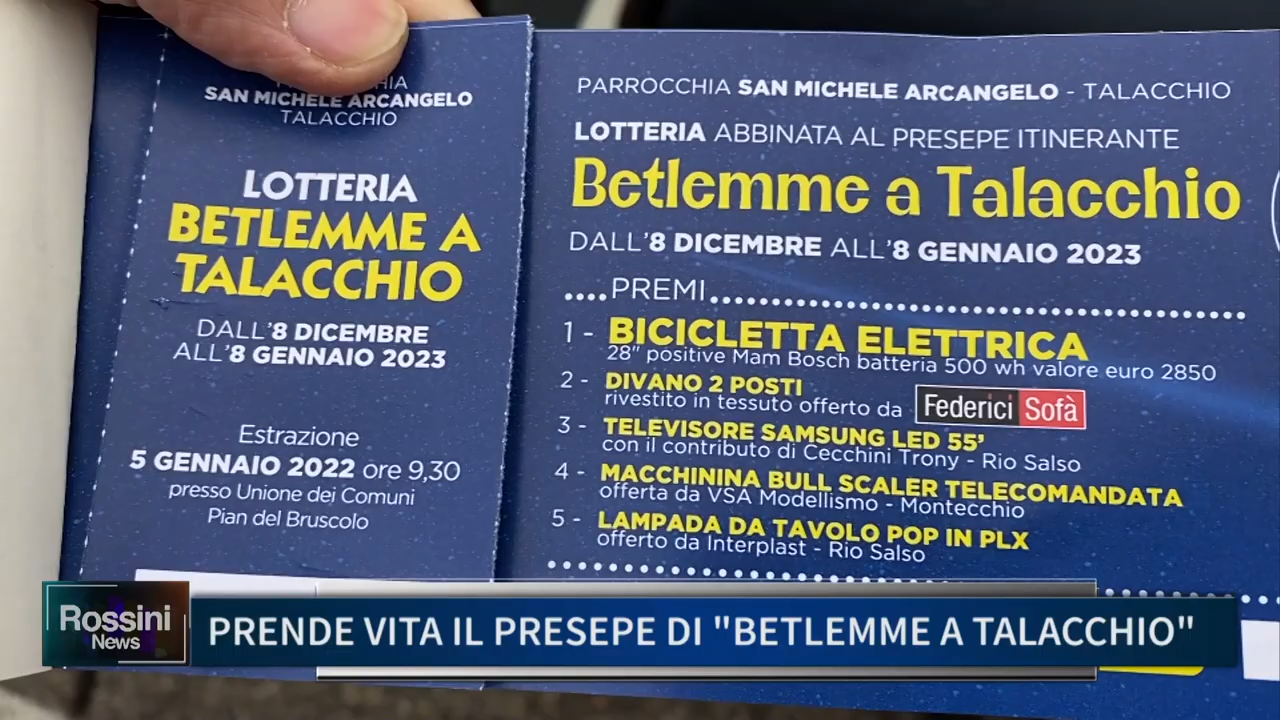 SAN MICHELE ARCANGELO
TALACCHIO
LOTTERIA
BETLEMME A
TALACCHIO
DALL'8 DICEMBRE
ALL'8 GENNAIO 2023
Estrazione
5 GENNAIO 2022 ore 9,30
presso Unione dei Comuni
Pian del Bruscolo
PARROCCHIA SAN MICHELE ARCANGELO - TALACCHIO
LOTTERIA ABBINATA AL PRESEPE ITINERANTE
Betlemme a Talacchio
DALL'8 DICEMBRE ALL'8 GENNAIO 2023
....PREMI................................................
1 - BICICLETTA ELETTRICA
28" positive Mam Bosch batteria 500 wh valore euro 2850
2 - DIVANO 2 POSTI
rivestito in tessuto offerto da Federici Sofà
3 - TELEVISORE SAMSUNG LED 55'
con il contributo di Cecchini Trony - Rio Salso
4 - MACCHININA BULL SCALER TELECOMANDATA
offerta da VSA Modellismo - Montecchio
5 - LAMPADA DA TAVOLO POP IN PLX
offerto da Interplast - Rio Salso
Rossini
News
PRENDE VITA IL PRESEPE DI "BETLEMME A TALACCHIO"